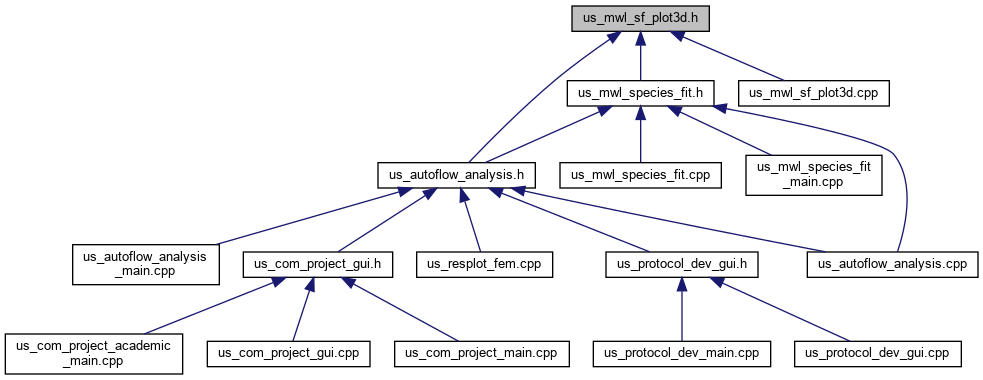 us_mwl_sf_plot3d.h
us_mwl_species_fit.h
us_mwl_sf_plot3d.cpp
us_autoflow_analysis.h
us_mwl_species_fit.cpp
us_mwl_species_fit
_main.cpp
us_autoflow_analysis
_main.cpp
us_com_project_gui.h
us_resplot_fem.cpp
us_protocol_dev_gui.h
us_autoflow_analysis.cpp
us_com_project_academic
_main.cpp
us_com_project_gui.cpp
us_com_project_main.cpp
us_protocol_dev_main.cpp
us_protocol_dev_gui.cpp